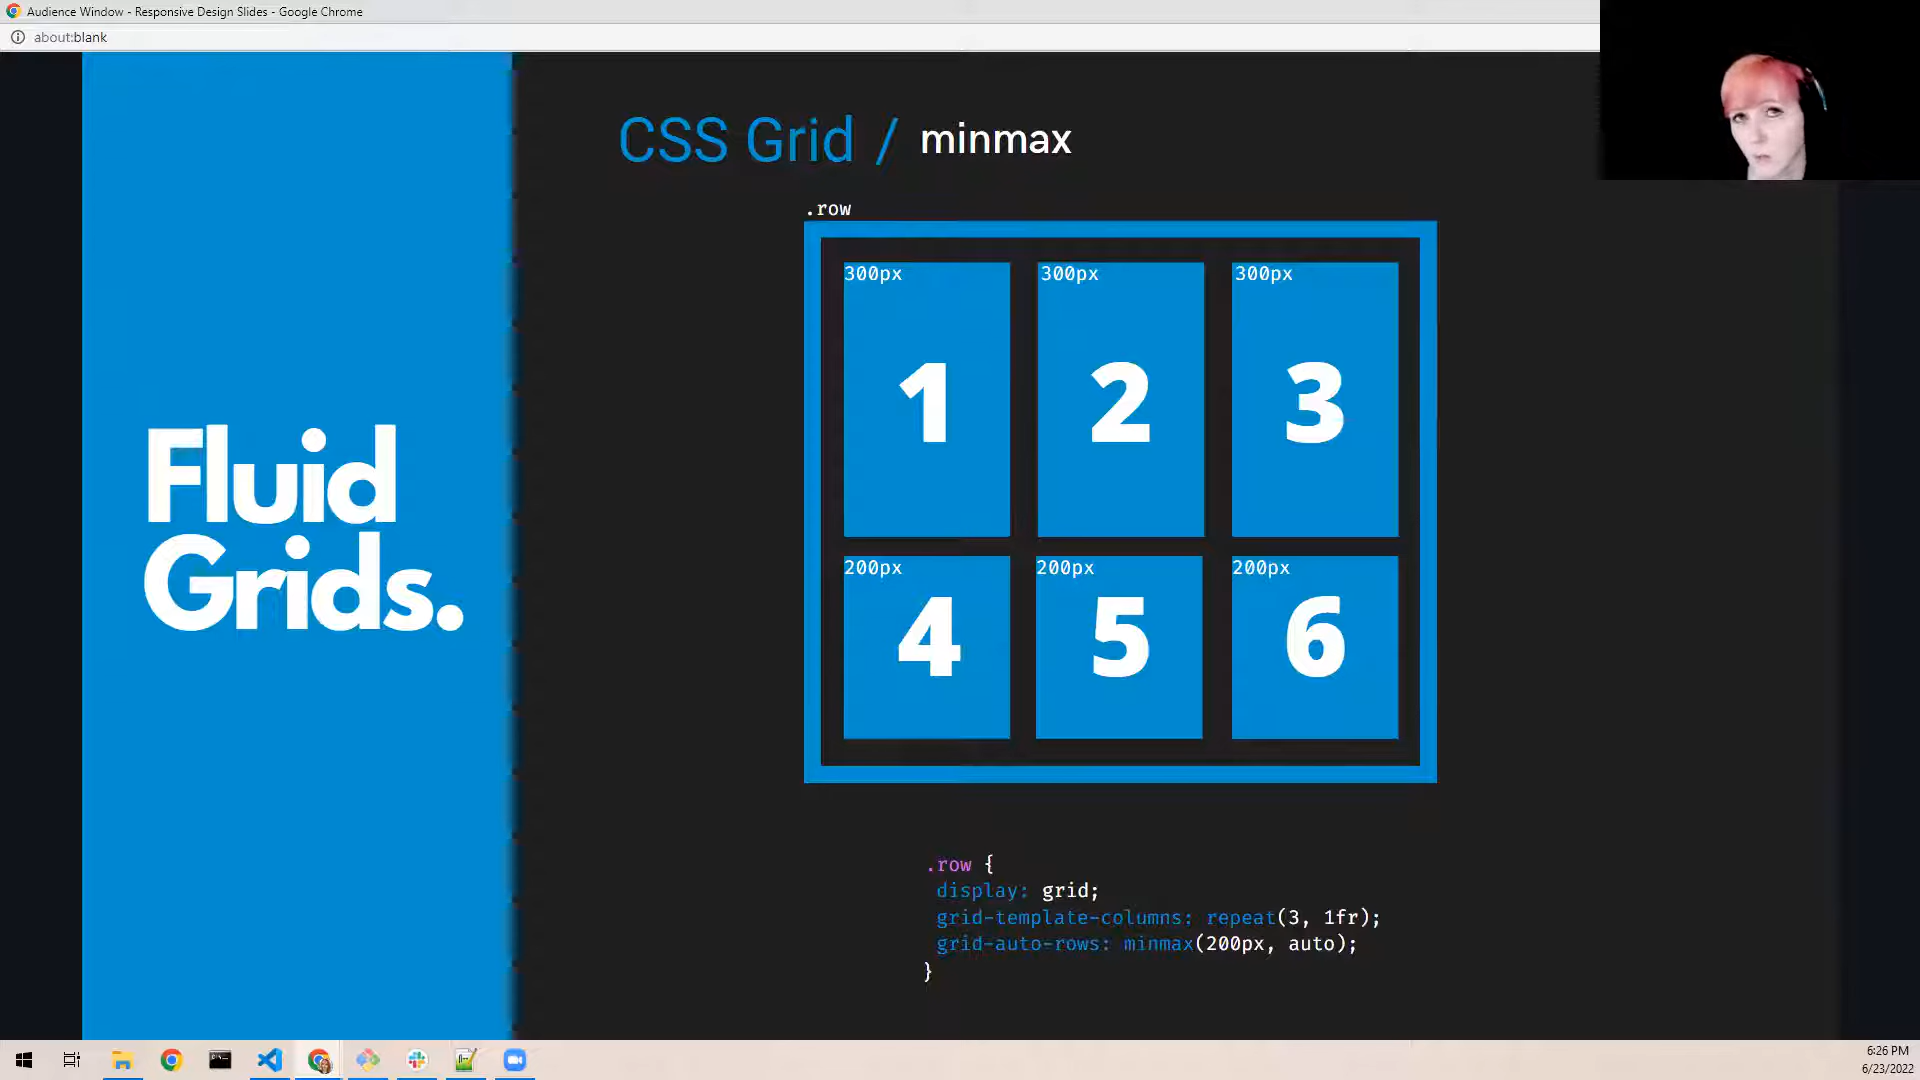 Audience Window - Responsive Design Slides - Google Chrome
about:blank
CSS Grid / minmax
.row
300px 300px 300px
1 2 3
200px 200px 200px
4 5 6
Fluid
Grids.
.row {
display: grid;
grid-template-columns: repeat(3, 1fr);
grid-auto-rows: minmax(200px, auto);
}
6:26 PM
6/23/2022